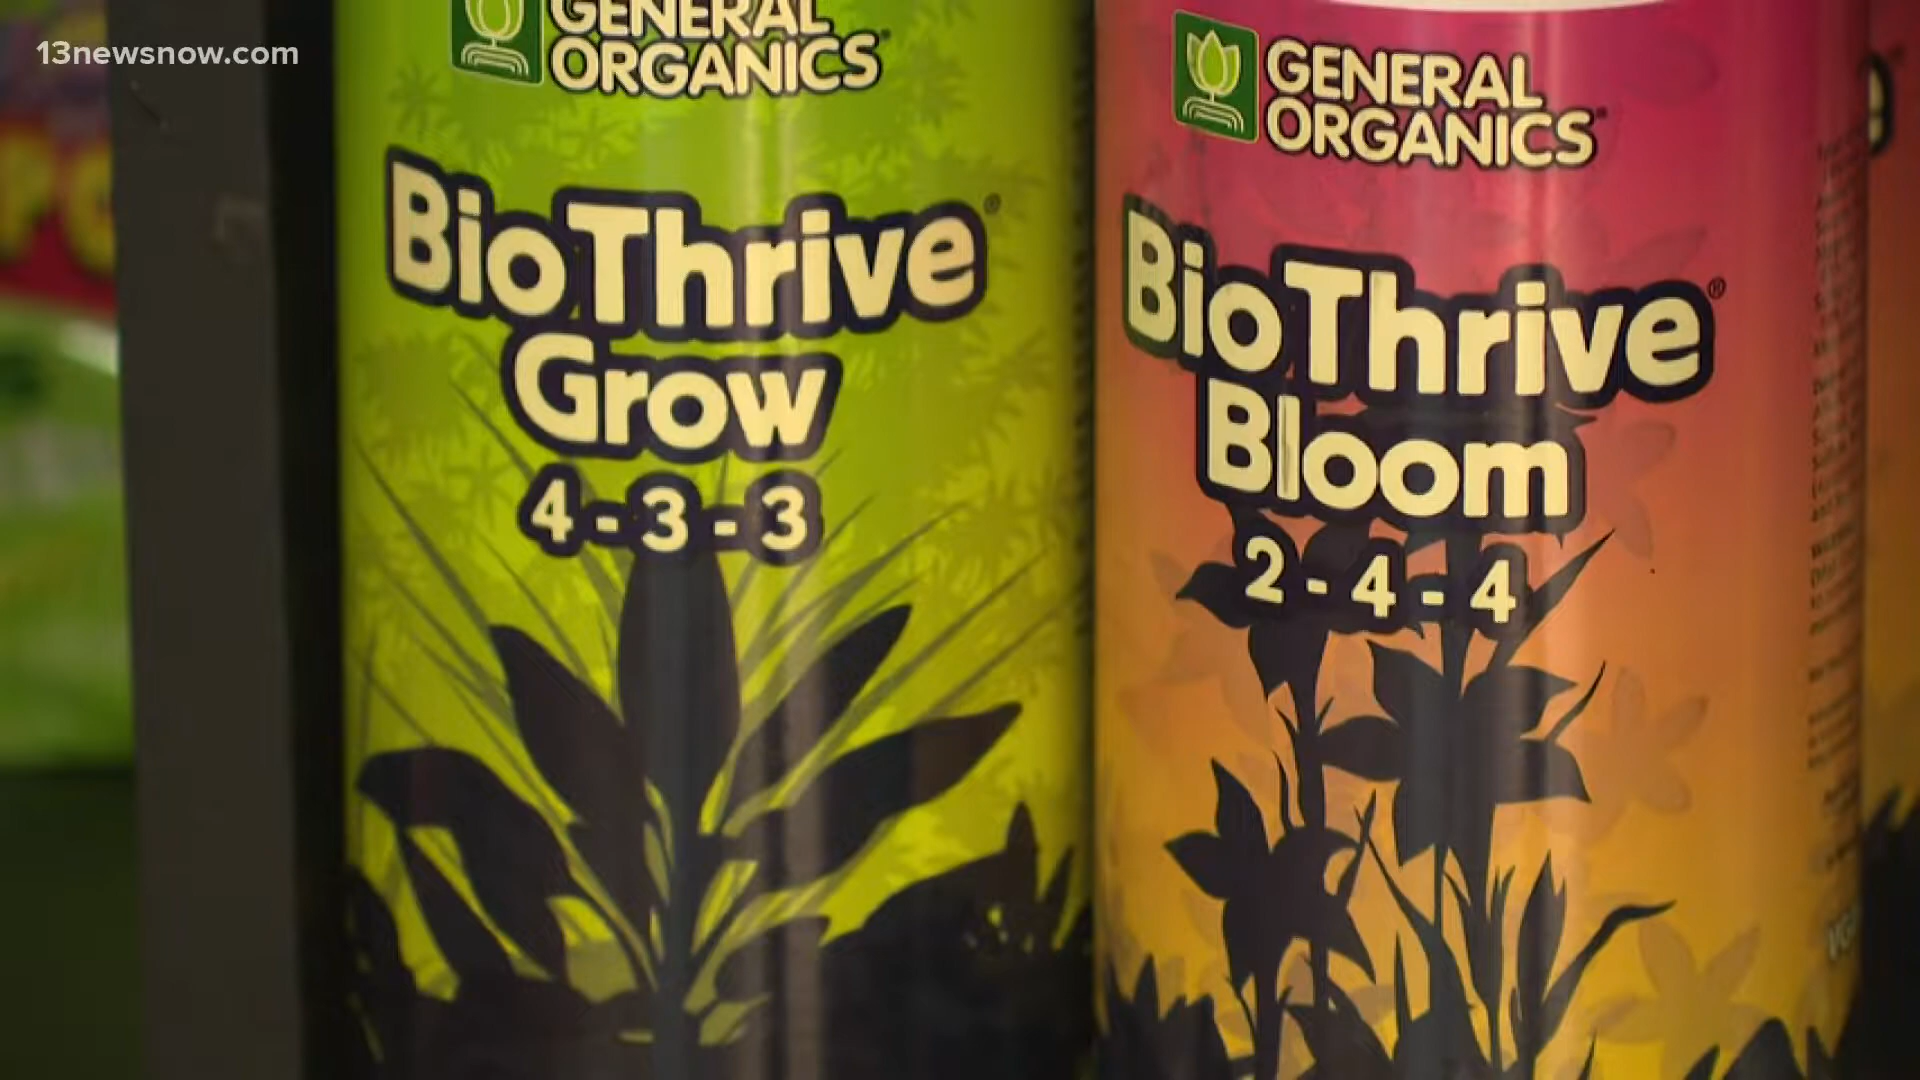 13newsnow.com
GENERAL
ORGANICS
BioThrive®
Grow
4-3-3
GENERAL
ORGANICS
BioThrive®
Bloom
2-4-4